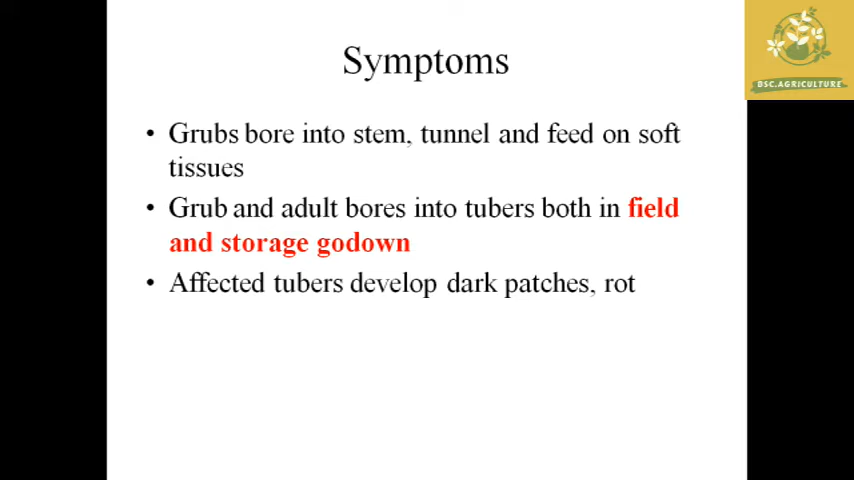 Symptoms
BSC.AGRICULTURE
• Grubs bore into stem, tunnel and feed on soft
tissues
• Grub and adult bores into tubers both in field
and storage godown
• Affected tubers develop dark patches, rot